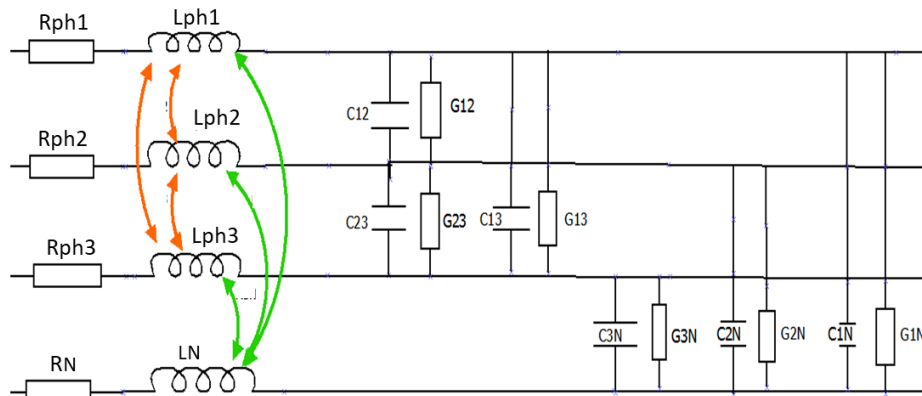 Rph1
Lph1
C12
G12
Rph2
Lph2
C23
G23
C13
G13
Rph3
Lph3
C3N
G3N
C2N
G2N
C1N
G1N
RN
LN